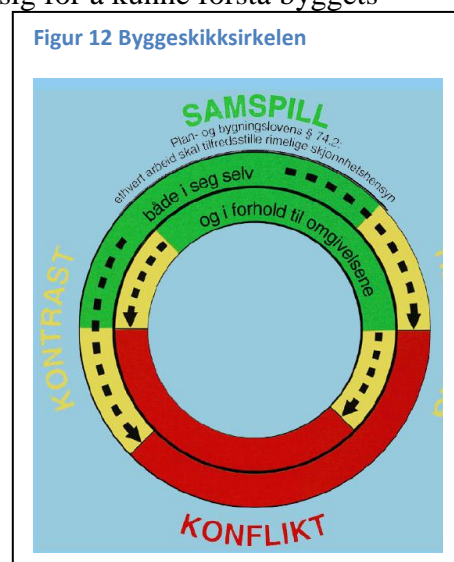 sig for å kunne forstå byggets
Figur 12 Byggeskikksirkelen
SAMSPILL
Plan- og bygningslovens § 74,2:
ethvert arbeid skal tilfredsstille rimelige skjønnhetshensyn
både i seg selv
og i forhold til omgivelsene
KONTRAST
KONFLIKT